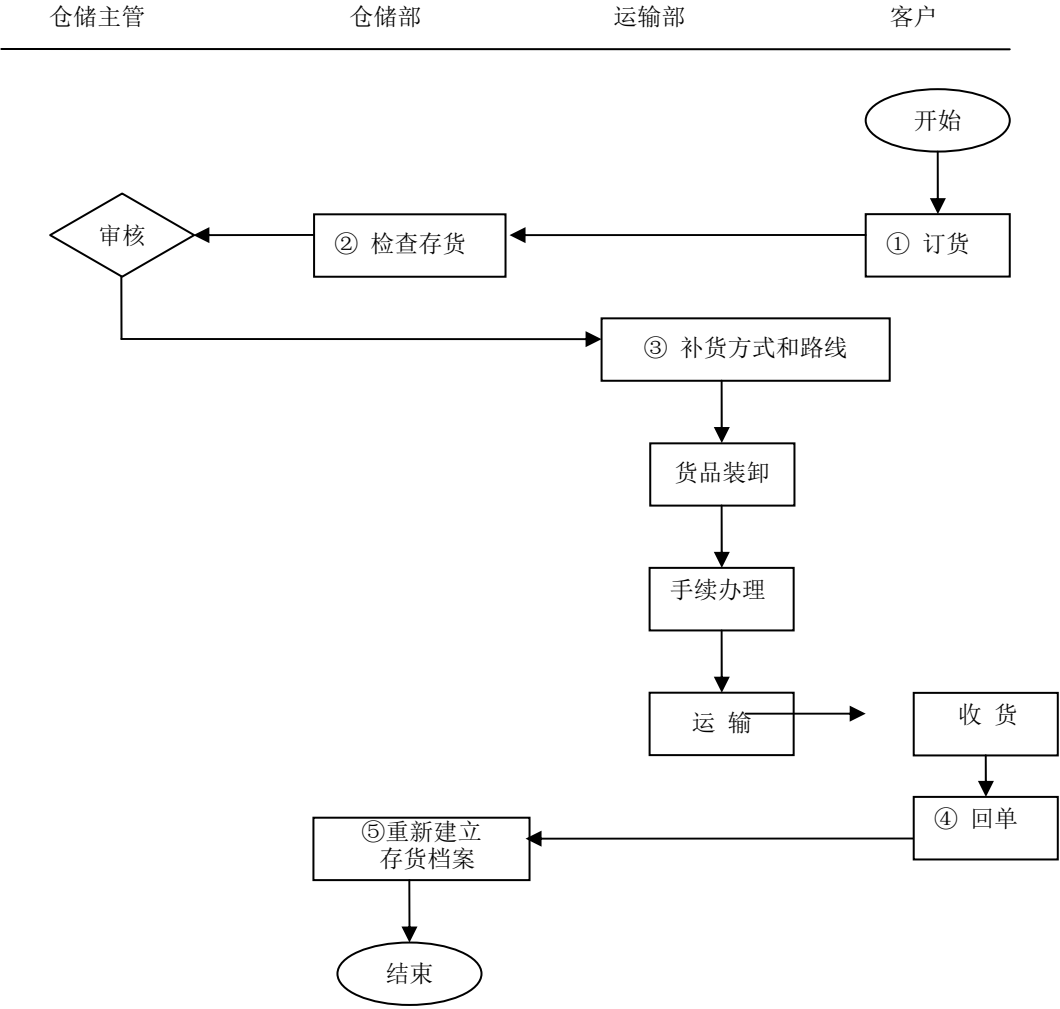 仓储主管 仓储部 运输部 客户
开始
审核 ② 检查存货 ① 订货
③ 补货方式和路线
货品装卸
手续办理
运 输 收 货
④ 回单
⑤重新建立
存货档案
结束